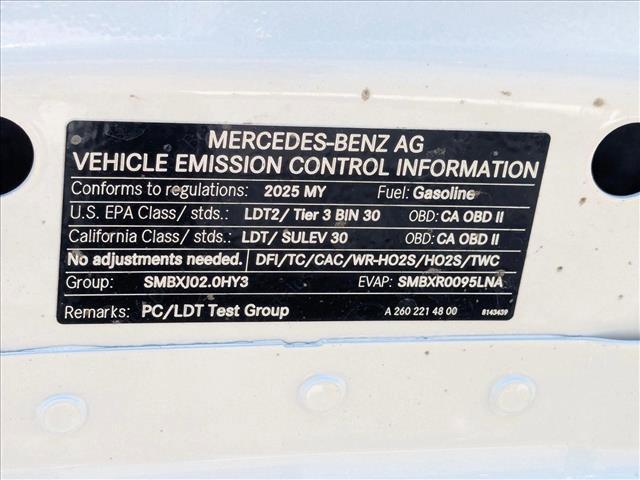 MERCEDES-BENZ AG
VEHICLE EMISSION CONTROL INFORMATION
Conforms to regulations: 2025 MY Fuel: Gasoline
U.S. EPA Class/ stds.: LDT2/ Tier 3 BIN 30 OBD: CA OBD II
California Class/ stds.: LDT/ SULEV 30 OBD: CA OBD II
No adjustments needed. DFI/TC/CAC/WR-HO2S/HO2S/TWC
Group: SMBXJ02.0HY3 EVAP: SMBXR0095LNA
Remarks: PC/LDT Test Group A 260 221 48 00 8143439